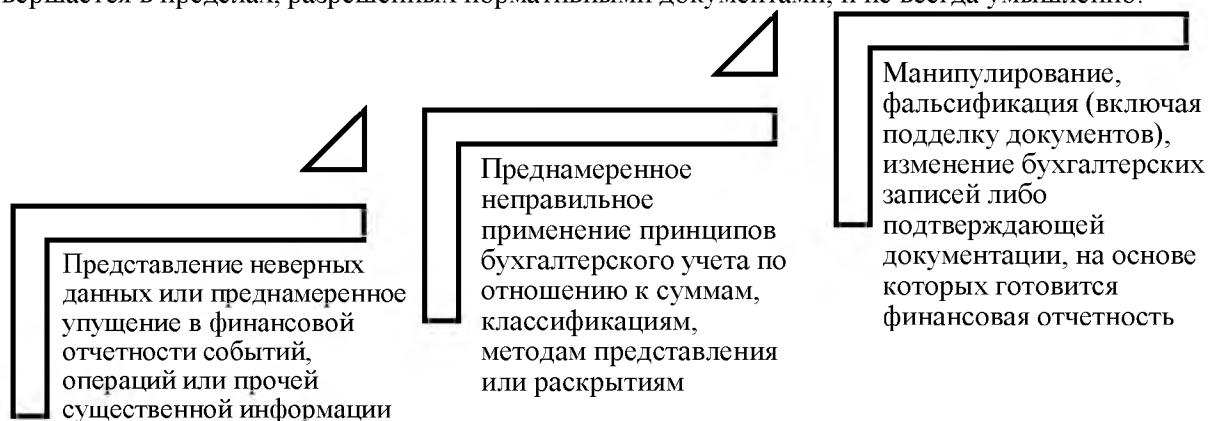 вершается в пределах, разрешенных нормативными документами, и не всегда умышленно.
Представление неверных
данных или преднамеренное
упущение в финансовой
отчетности событий,
операций или прочей
существенной информации
Преднамеренное
неправильное
применение принципов
бухгалтерского учета по
отношению к суммам,
классификациям,
методам представления
или раскрытиям
Манипулирование,
фальсификация (включая
подделку документов),
изменение бухгалтерских
записей либо
подтверждающей
документации, на основе
которых готовится
финансовая отчетность